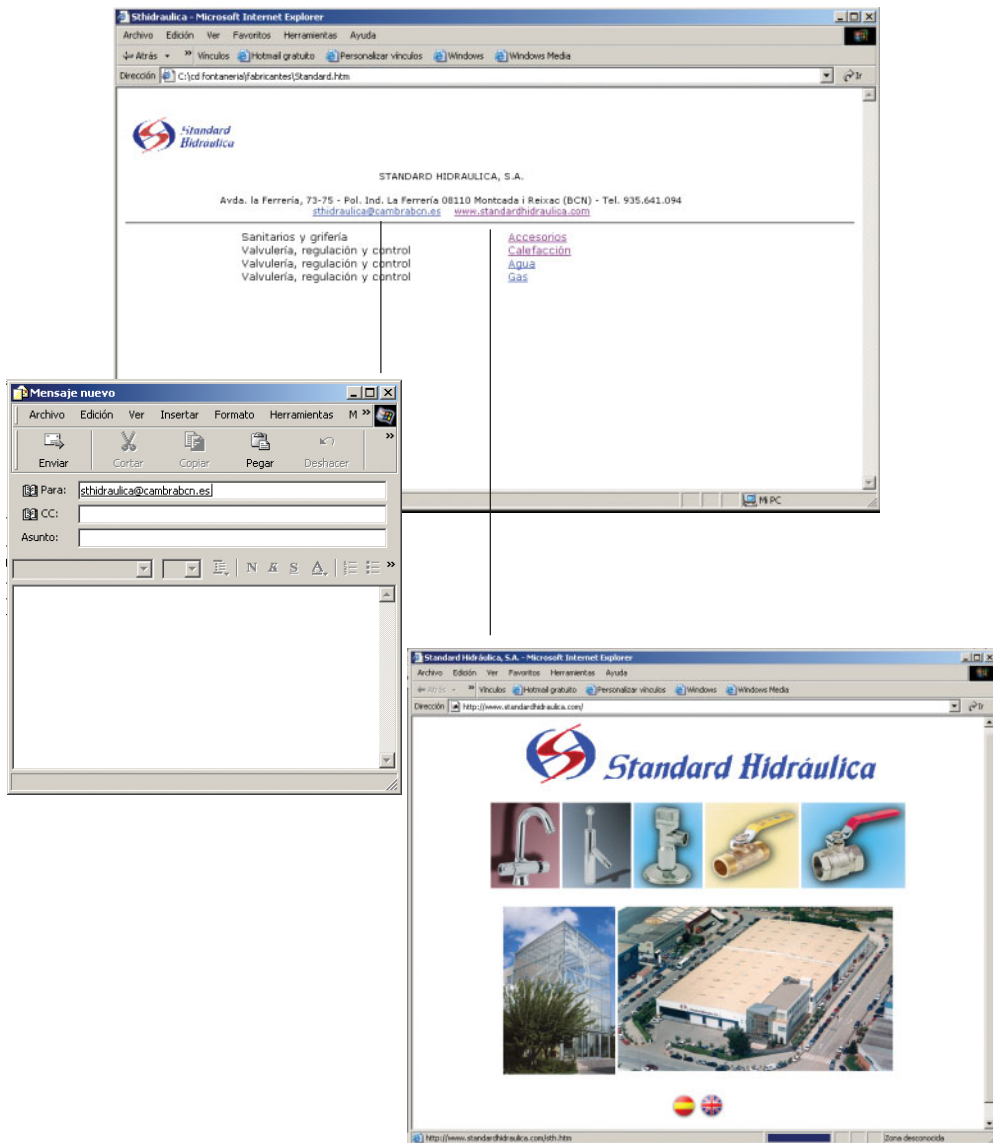 Sthidraulica - Microsoft Internet Explorer
Archivo Edición Ver Favoritos Herramientas Ayuda
Atrás » Vínculos Hotmail gratuito Personalizar vínculos Windows Windows Media
Dirección C:\cd fontaneria\fabricantes\Standard.htm Ir
Standard
Hidraulica
STANDARD HIDRAULICA, S.A.
Avda. la Ferrería, 73-75 - Pol. Ind. La Ferrería 08110 Montcada i Reixac (BCN) - Tel. 935.641.094
sthidraulica@cambrabcn.es www.standardhidraulica.com
Sanitarios y grifería Accesorios
Valvulería, regulación y control Calefacción
Valvulería, regulación y control Agua
Valvulería, regulación y control Gas
Mi PC
Mensaje nuevo
Archivo Edición Ver Insertar Formato Herramientas M »
Enviar Cortar Copiar Pegar Deshacer »
Para: sthidraulica@cambrabcn.es
CC:
Asunto:
N K S A »
Standard Hidráulica, S.A. - Microsoft Internet Explorer
Archivo Edición Ver Favoritos Herramientas Ayuda
Atrás » Vínculos Hotmail gratuito Personalizar vínculos Windows Windows Media
Dirección http://www.standardhidraulica.com/ Ir
Standard Hidráulica
http://www.standardhidraulica.com/sth.htm Zona desconocida